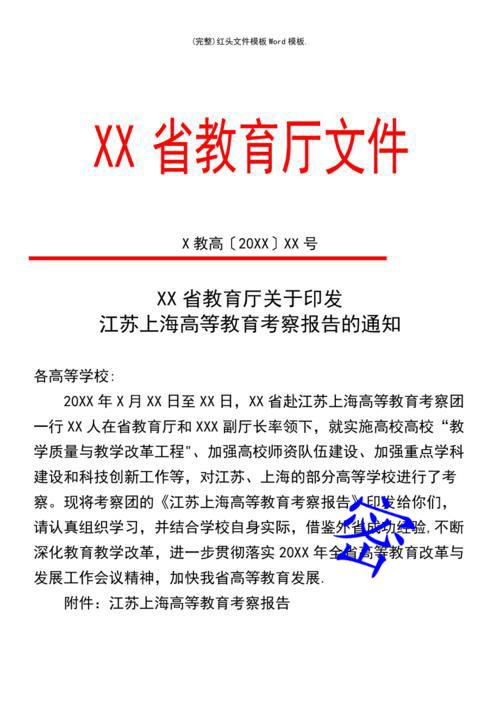 (完整)红头文件模板Word模板.
XX 省教育厅文件
X 教高〔20XX〕XX 号
XX 省教育厅关于印发
江苏上海高等教育考察报告的通知
各高等学校:
20XX 年 X 月 XX 日至 XX 日，XX 省赴江苏上海高等教育考察团
一行 XX 人在省教育厅和 XXX 副厅长率领下，就实施高校高校“教
学质量与教学改革工程"、加强高校师资队伍建设、加强重点学科
建设和科技创新工作等，对江苏、上海的部分高等学校进行了考
察。现将考察团的《江苏上海高等教育考察报告》印发给你们，
请认真组织学习，并结合学校自身实际，借鉴外省成功经验,不断
深化教育教学改革，进一步贯彻落实 20XX 年全省高等教育改革与
发展工作会议精神，加快我省高等教育发展.
附件：江苏上海高等教育考察报告
密